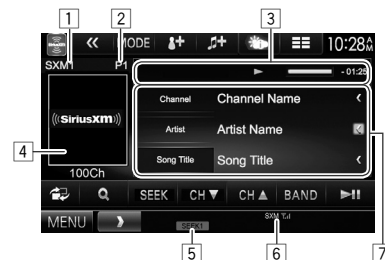 1 2 3
MODE 10:28AM
SXM1 P1
-01:25
Channel Channel Name
((SiriusXM))
Artist Artist Name
4
Song Title Song Title
100Ch
SEEK CH▼ CH▲ BAND
MENU SEEK1 SXM
5 6 7